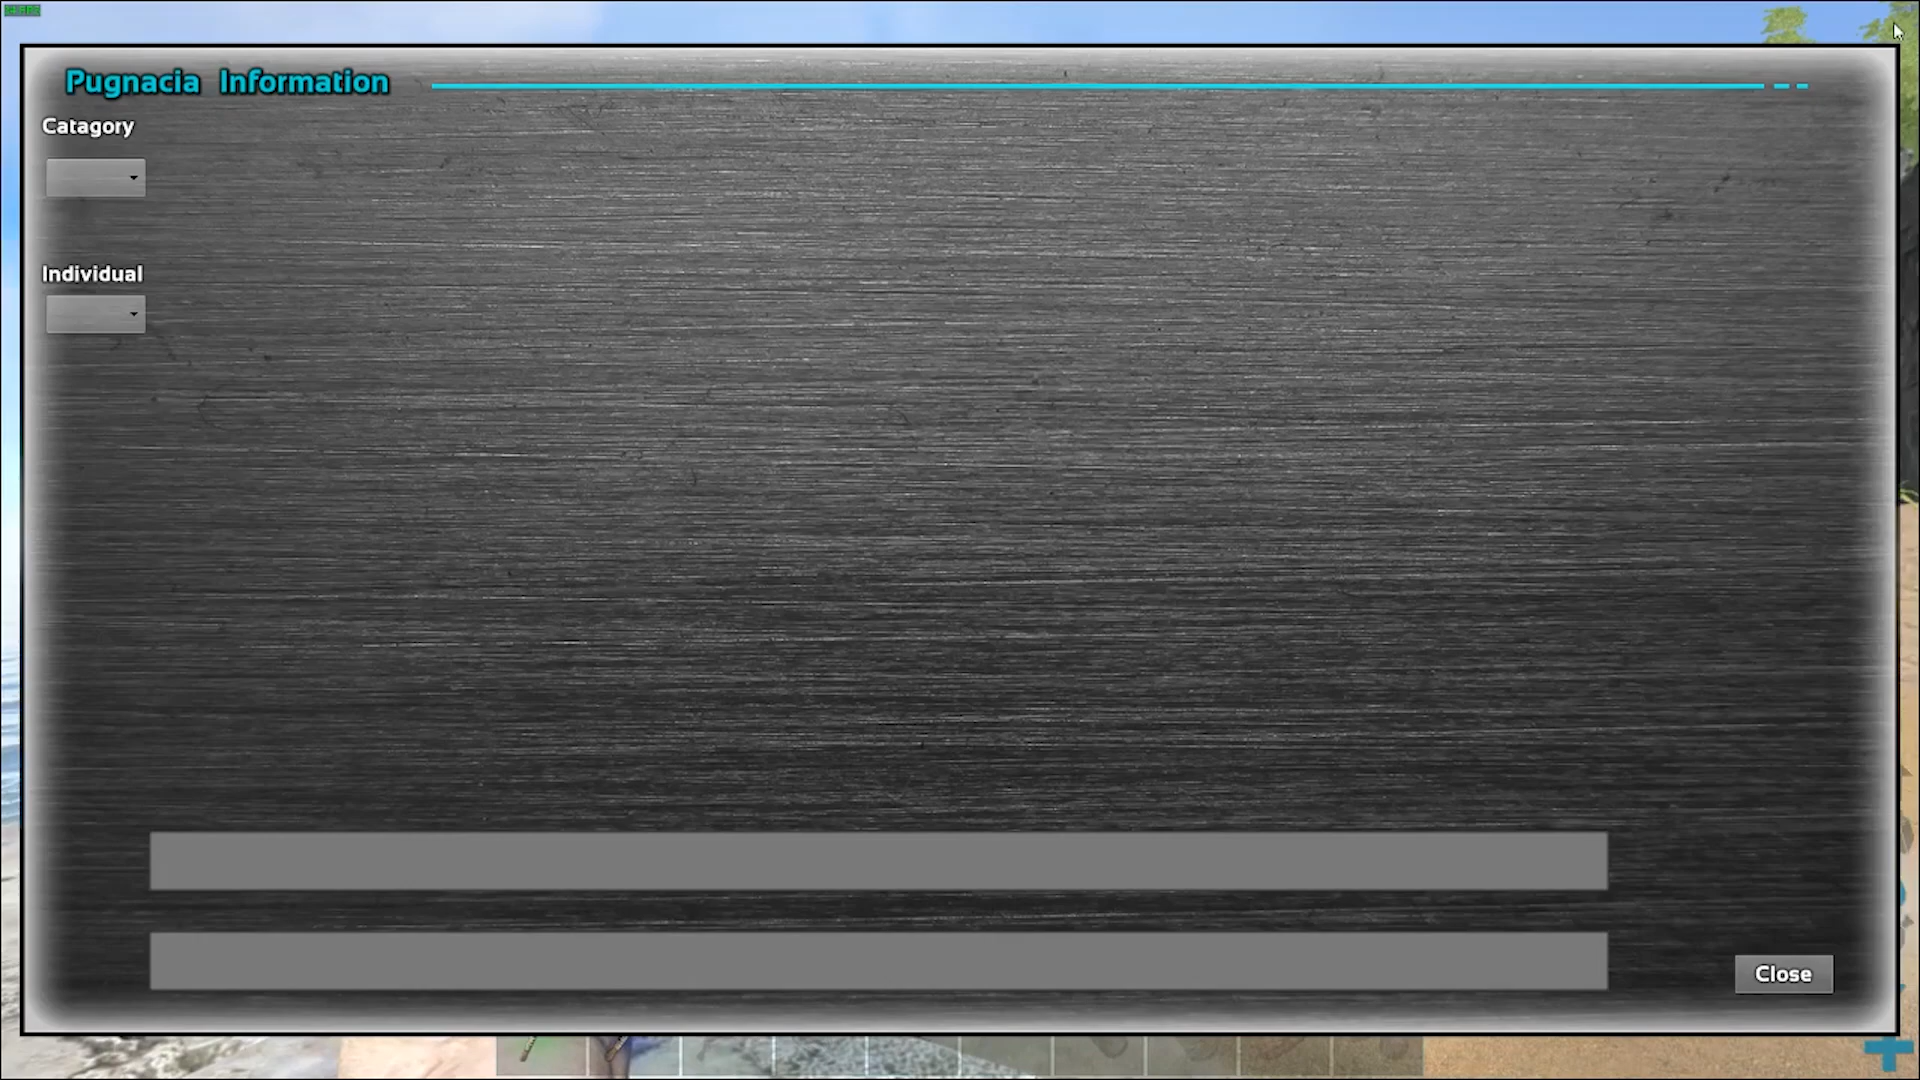 Pugnacia Information
Catagory
Individual
Close